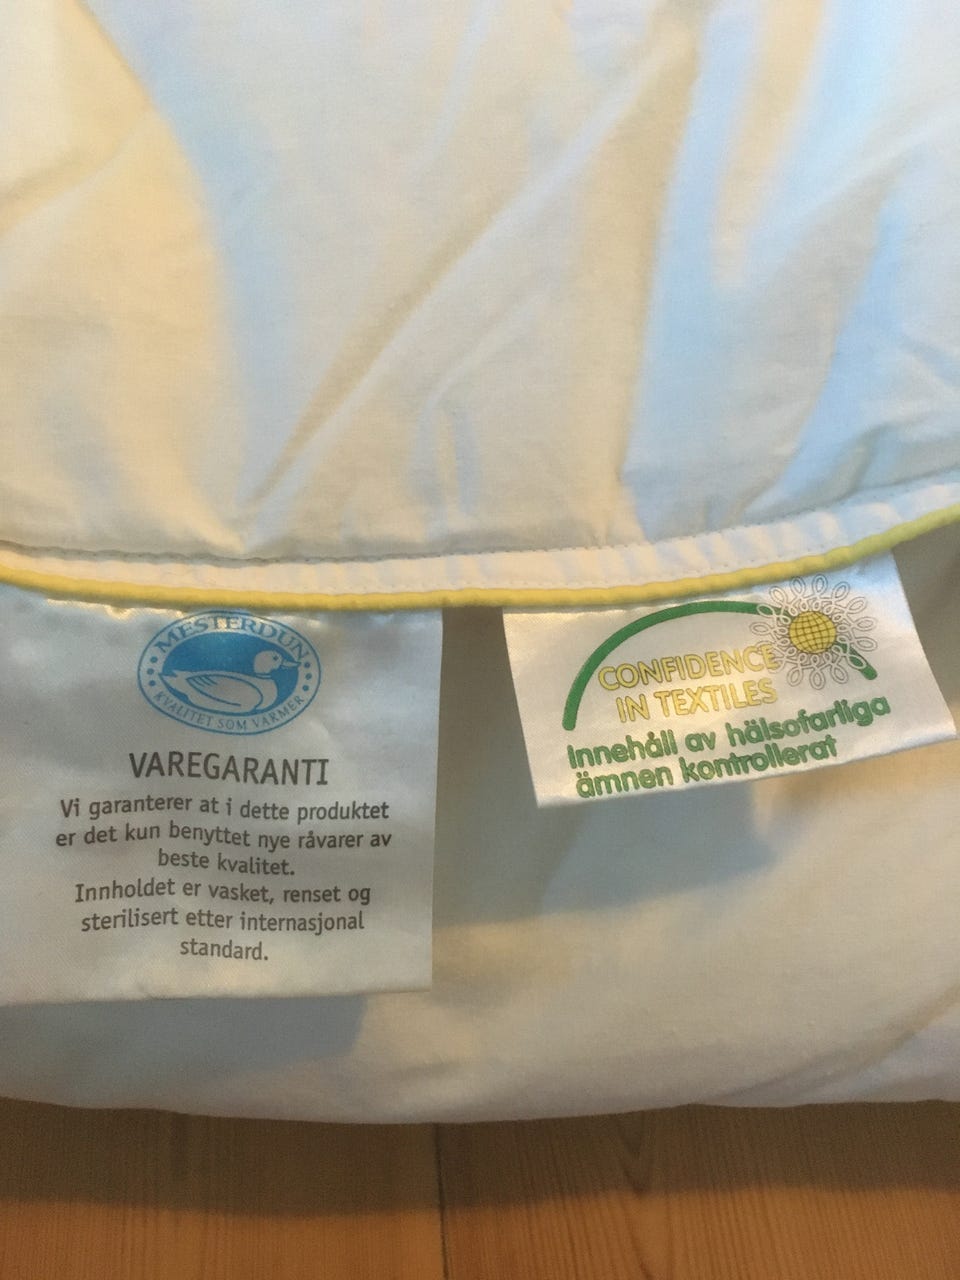 MESTERDUN
KVALITET SOM VARMER
VAREGARANTI
Vi garanterer at i dette produktet
er det kun benyttet nye råvarer av
beste kvalitet.
Innholdet er vasket, renset og
sterilisert etter internasjonal
standard.
CONFIDENCE
IN TEXTILES
Innehåll av hälsofarliga
ämnen kontrollerat